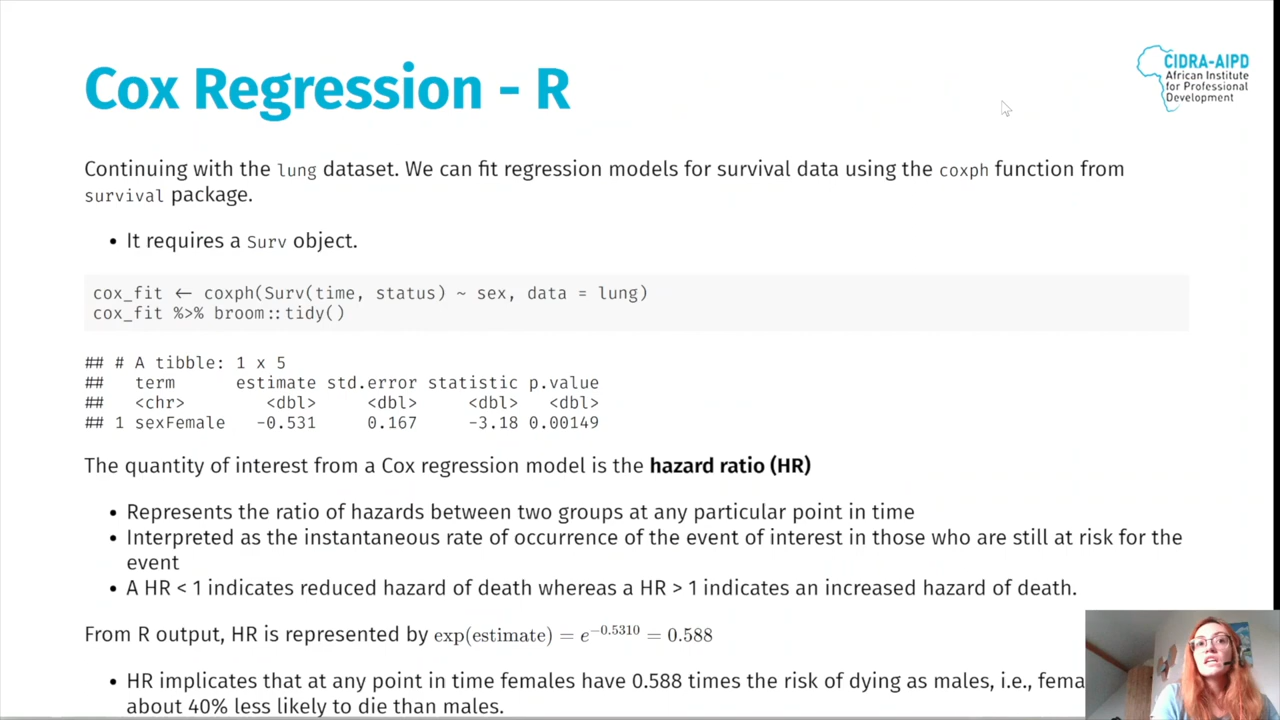 Cox Regression - R
CIDRA-AIPD
African Institute
for Professional
Development
Continuing with the lung dataset. We can fit regression models for survival data using the coxph function from
survival package.
• It requires a Surv object.
cox_fit ← coxph(Surv(time, status) ~ sex, data = lung)
cox_fit %>% broom::tidy()
## # A tibble: 1 x 5
## term estimate std.error statistic p.value
## <chr> <dbl> <dbl> <dbl> <dbl>
## 1 sexFemale -0.531 0.167 -3.18 0.00149
The quantity of interest from a Cox regression model is the hazard ratio (HR)
• Represents the ratio of hazards between two groups at any particular point in time
• Interpreted as the instantaneous rate of occurrence of the event of interest in those who are still at risk for the
event
• A HR < 1 indicates reduced hazard of death whereas a HR > 1 indicates an increased hazard of death.
From R output, HR is represented by exp(estimate) = e^−0.5310 = 0.588
• HR implicates that at any point in time females have 0.588 times the risk of dying as males, i.e.,
about 40% less likely to die than males.